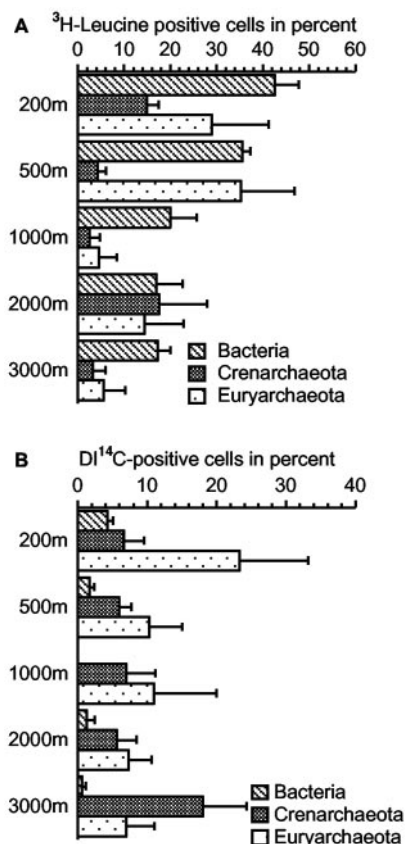 A
³H-Leucine positive cells in percent
0 10 20 30 40 50 60
200m
500m
1000m
2000m
3000m
Bacteria
Crenarchaeota
Euryarchaeota
B
DI¹⁴C-positive cells in percent
0 10 20 30 40
200m
500m
1000m
2000m
3000m
Bacteria
Crenarchaeota
Euryarchaeota